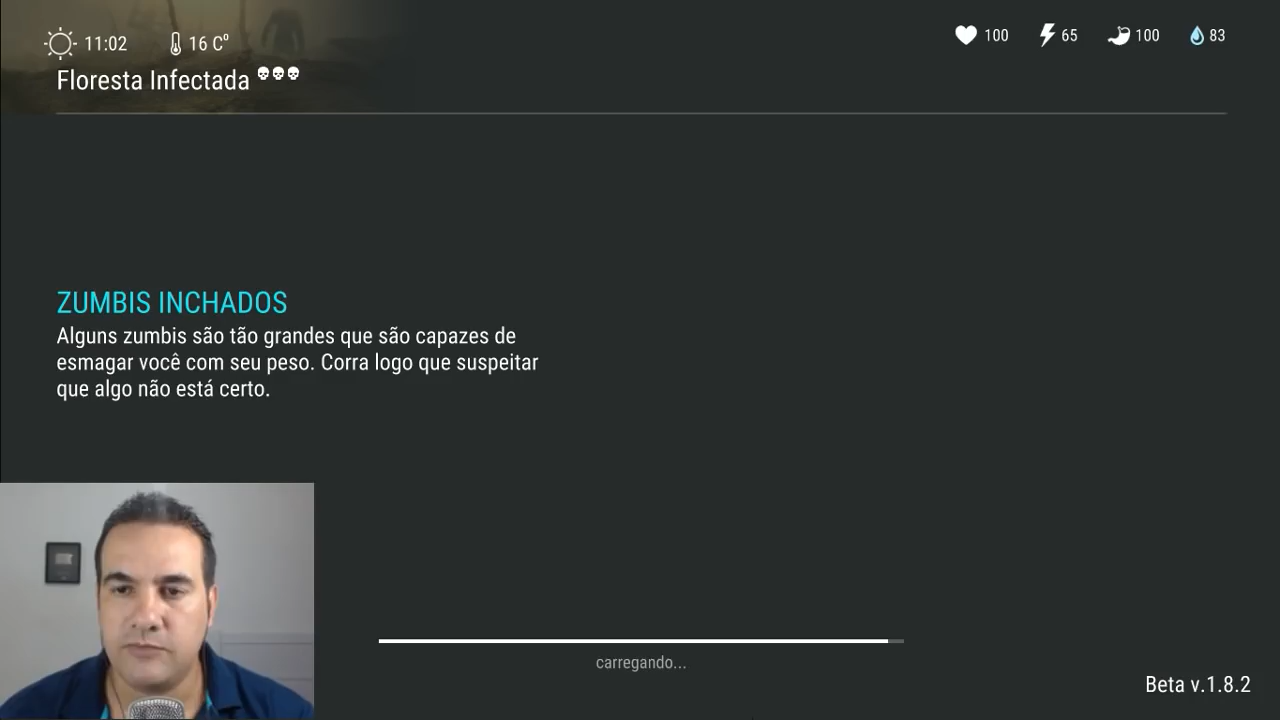 11:02 16 Cº
100 65 100 83
Floresta Infectada
ZUMBIS INCHADOS
Alguns zumbis são tão grandes que são capazes de
esmagar você com seu peso. Corra logo que suspeitar
que algo não está certo.
carregando...
Beta v.1.8.2